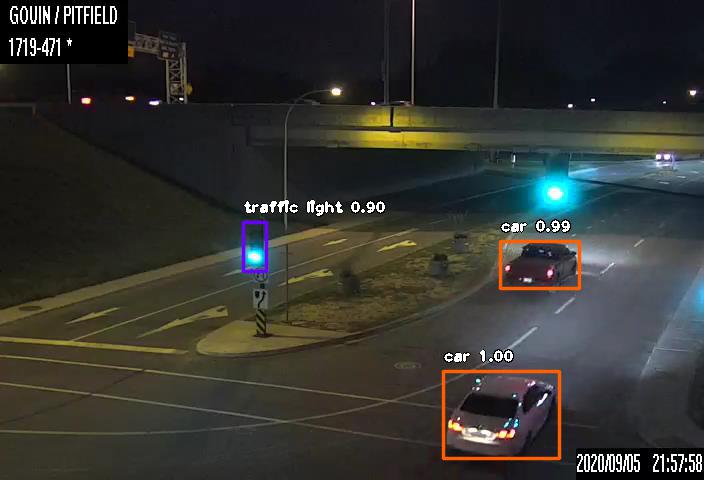 GOUIN / PITFIELD
1719-471 *
traffic light 0.90
car 0.99
car 1.00
2020/09/05 21:57:58